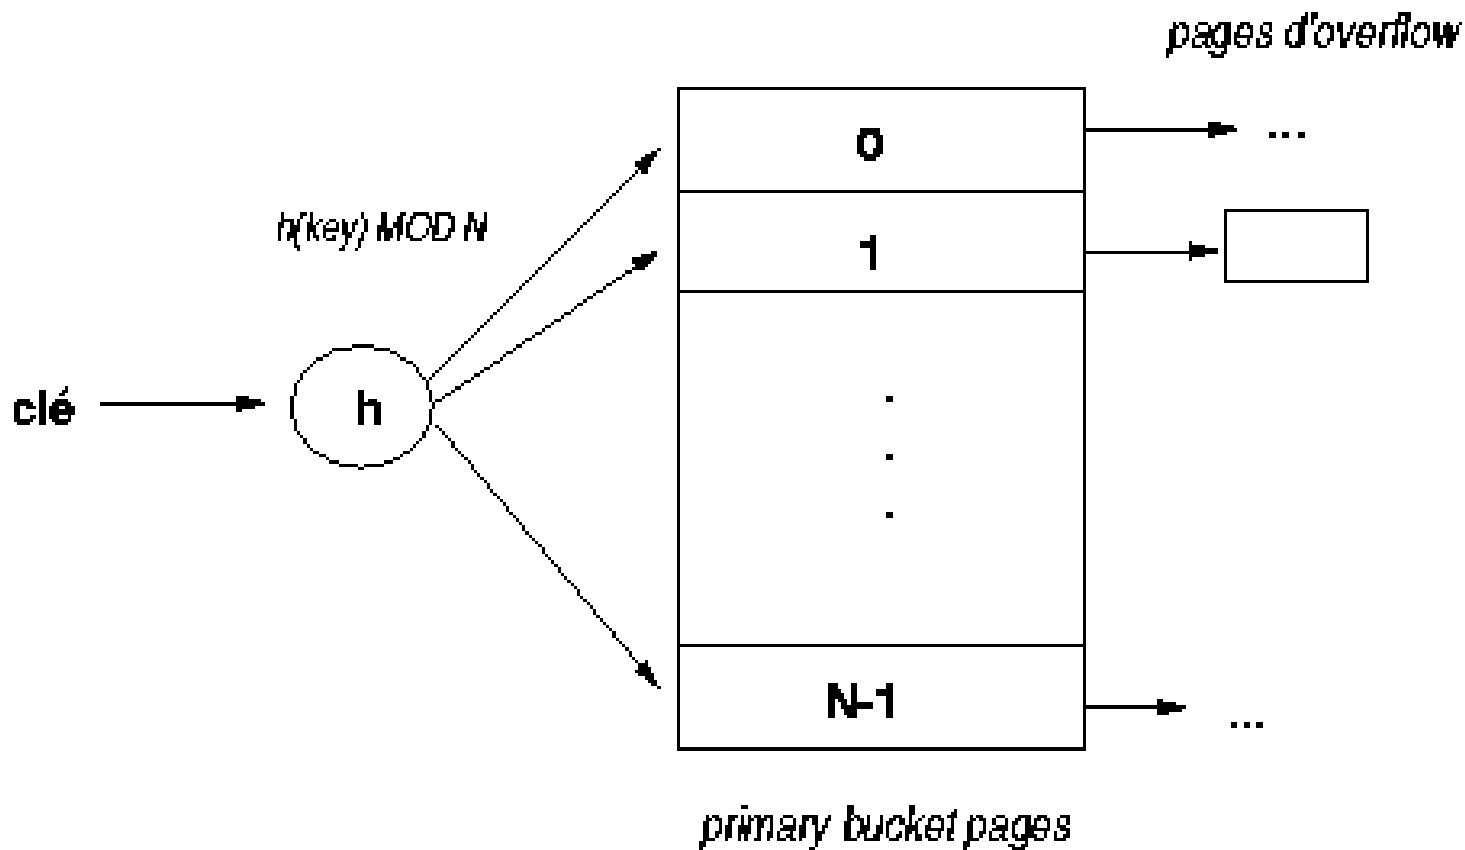 pages d'overflow
0
...
h(key) MOD N
1
clé
h
N-1
...
primary bucket pages